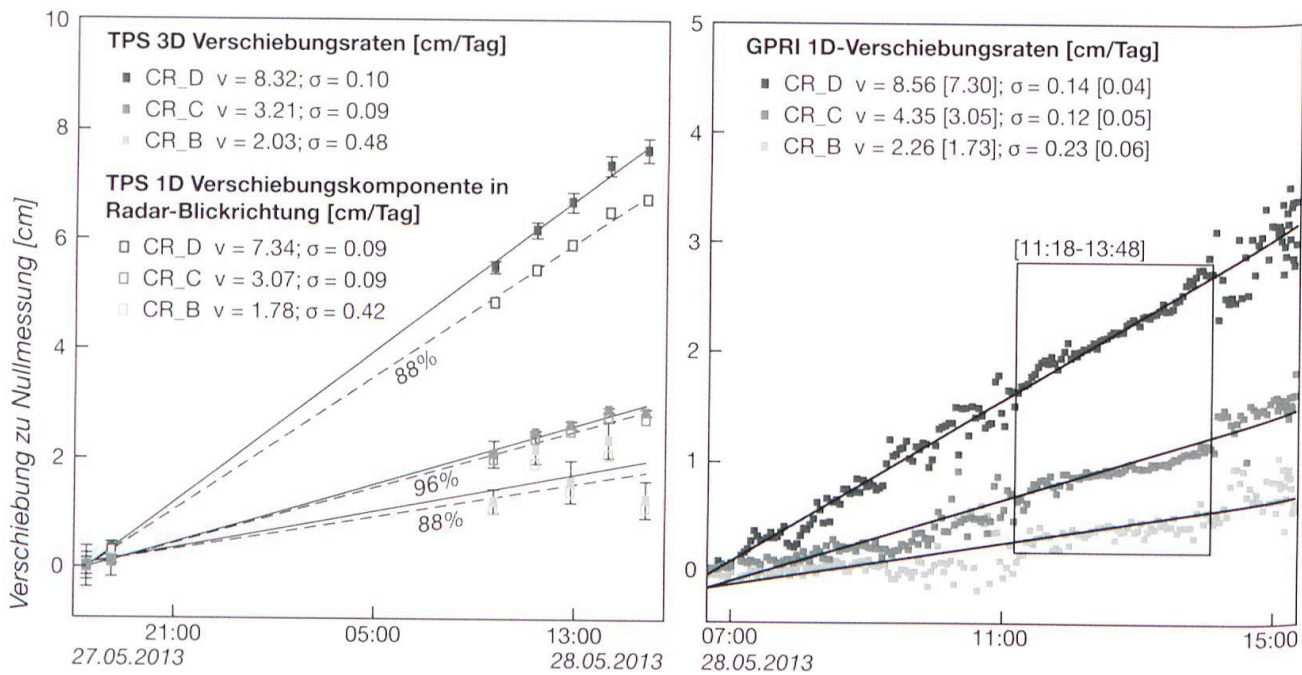 Verschiebung zu Nullmessung [cm]
10
8
6
4
2
0
TPS 3D Verschiebungsraten [cm/Tag]
CR_D v = 8.32; σ = 0.10
CR_C v = 3.21; σ = 0.09
CR_B v = 2.03; σ = 0.48
TPS 1D Verschiebungskomponente in
Radar-Blickrichtung [cm/Tag]
CR_D v = 7.34; σ = 0.09
CR_C v = 3.07; σ = 0.09
CR_B v = 1.78; σ = 0.42
88%
96%
88%
21:00
05:00
13:00
27.05.2013
28.05.2013
5
4
3
2
1
0
GPRI 1D-Verschiebungsraten [cm/Tag]
CR_D v = 8.56 [7.30]; σ = 0.14 [0.04]
CR_C v = 4.35 [3.05]; σ = 0.12 [0.05]
CR_B v = 2.26 [1.73]; σ = 0.23 [0.06]
[11:18-13:48]
07:00
11:00
15:00
28.05.2013